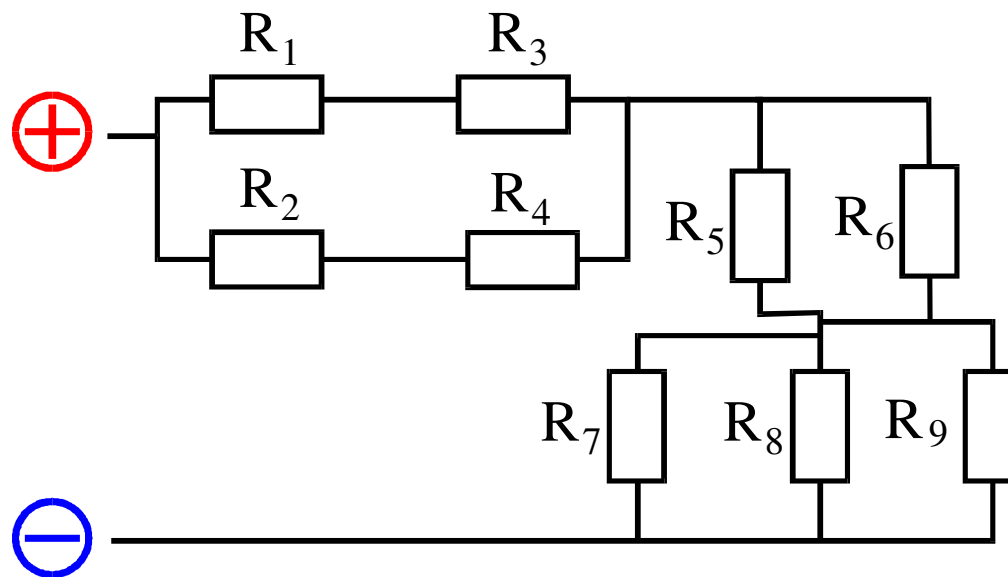 R₁ R₃
R₂ R₄
R₅ R₆
R₇ R₈ R₉